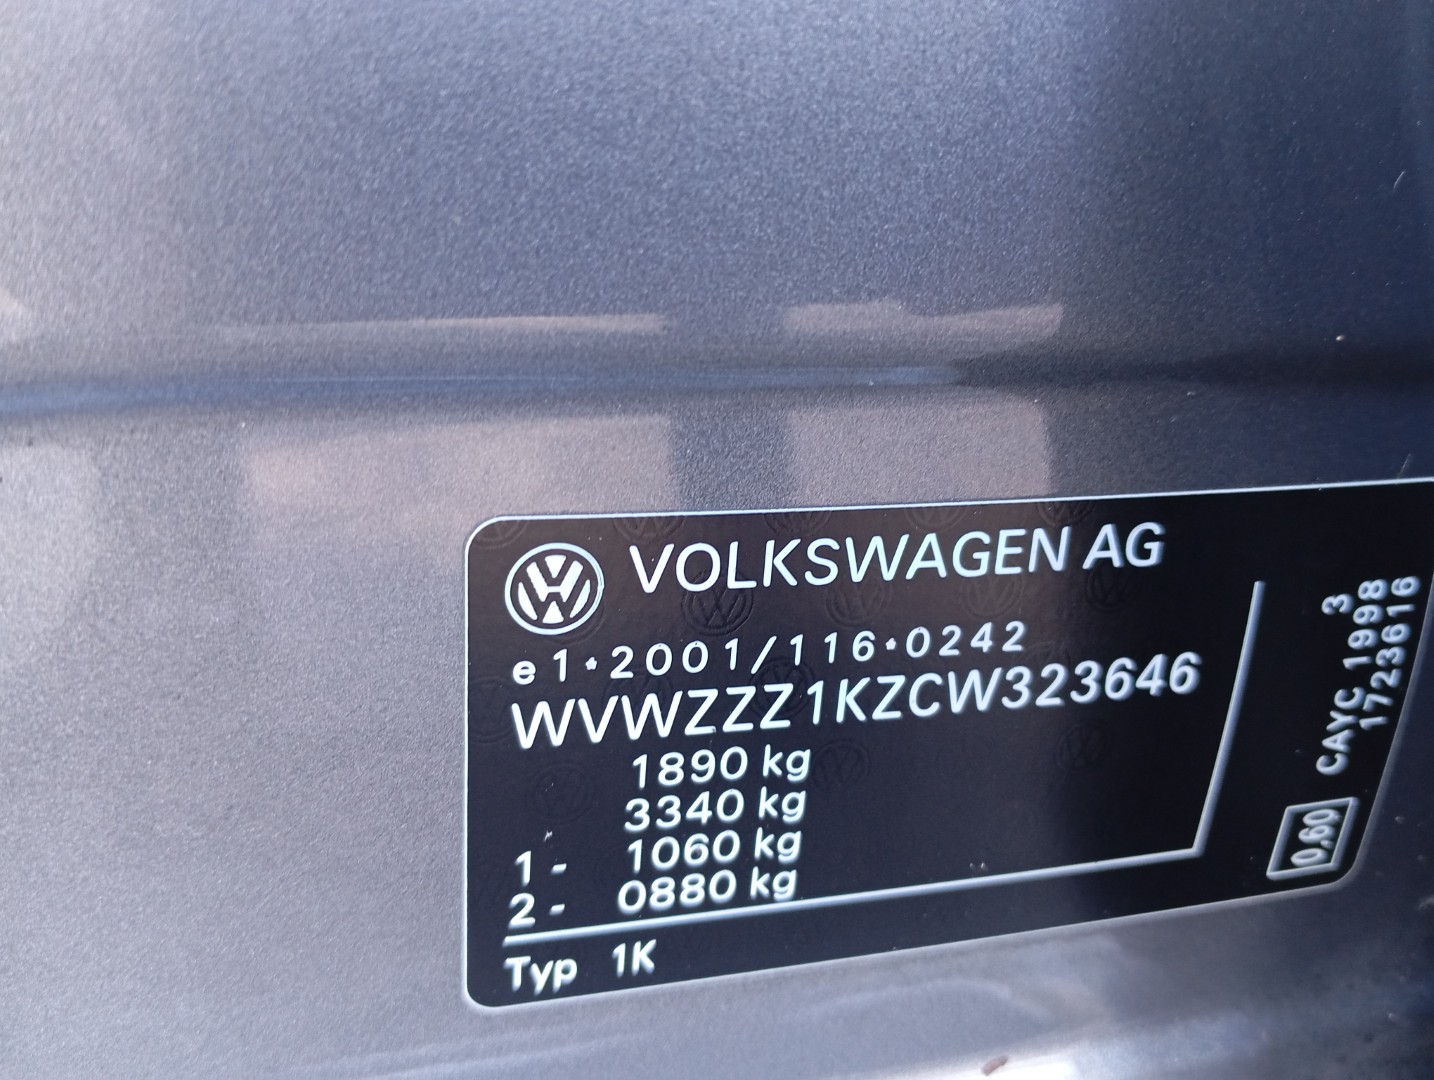 VOLKSWAGEN AG
e1*2001/116*0242
WVWZZZ1KZCW323646
1890 kg
3340 kg
1 - 1060 kg
2 - 0880 kg
Typ 1K
3
CAYC 1998
1723616
0,60